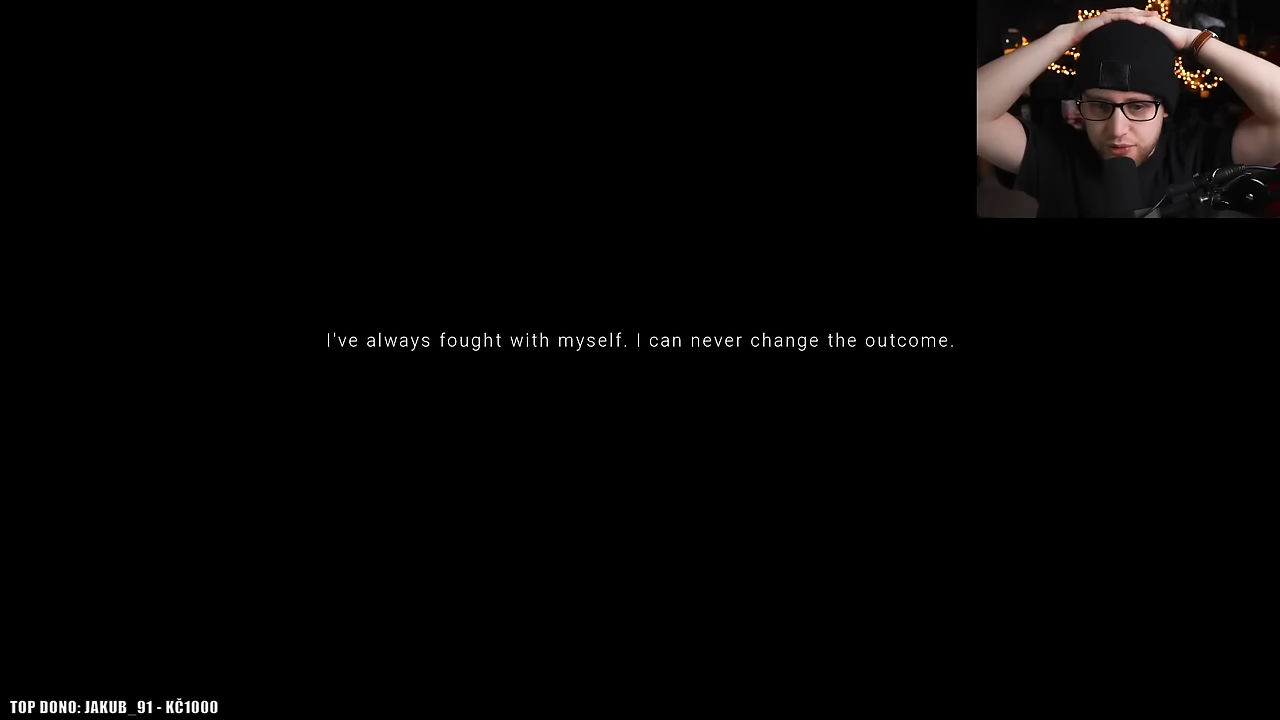 I've always fought with myself. I can never change the outcome.
TOP DONO: JAKUB_91 - KČ1000